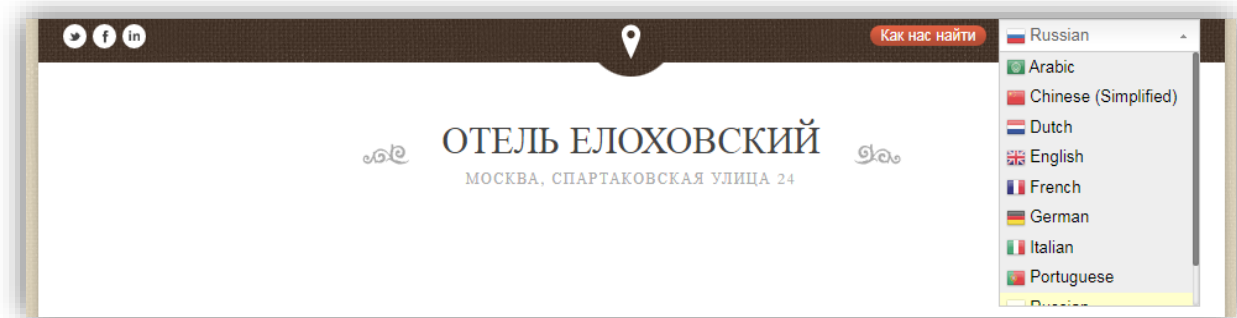 Как нас найти
Russian
Arabic
Chinese (Simplified)
Dutch
English
French
German
Italian
Portuguese
Russian
ОТЕЛЬ ЕЛОХОВСКИЙ
МОСКВА, СПАРТАКОВСКАЯ УЛИЦА 24